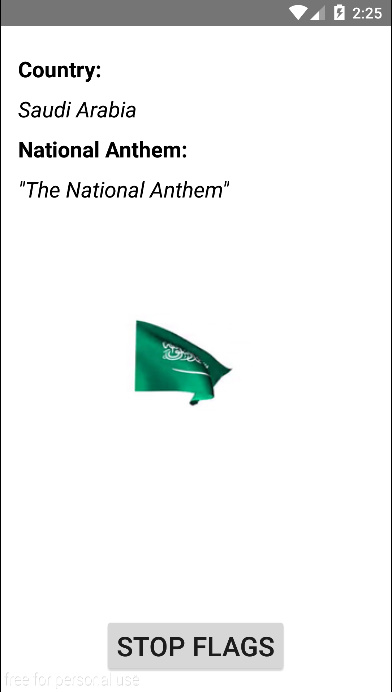 2:25
Country:
Saudi Arabia
National Anthem:
"The National Anthem"
STOP FLAGS
free for personal use